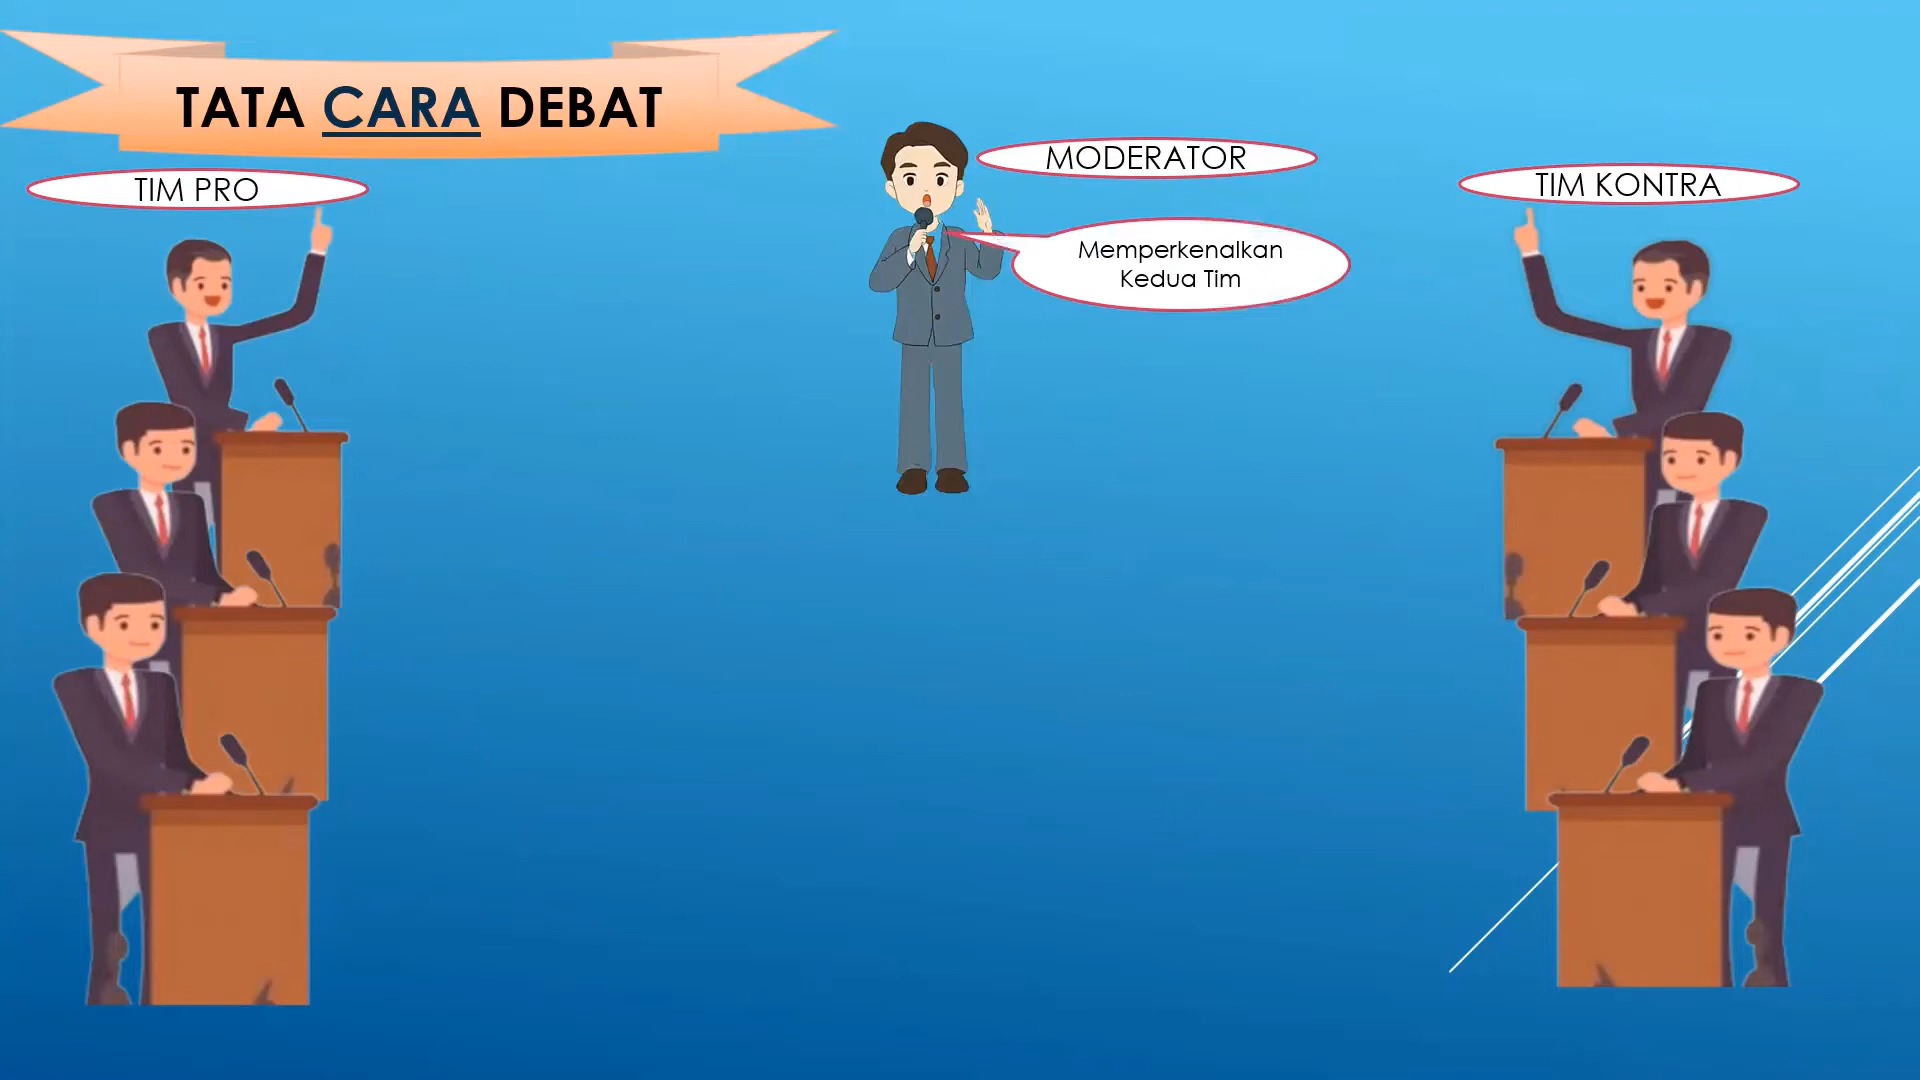 TATA CARA DEBAT
TIM PRO
MODERATOR
TIM KONTRA
Memperkenalkan
Kedua Tim